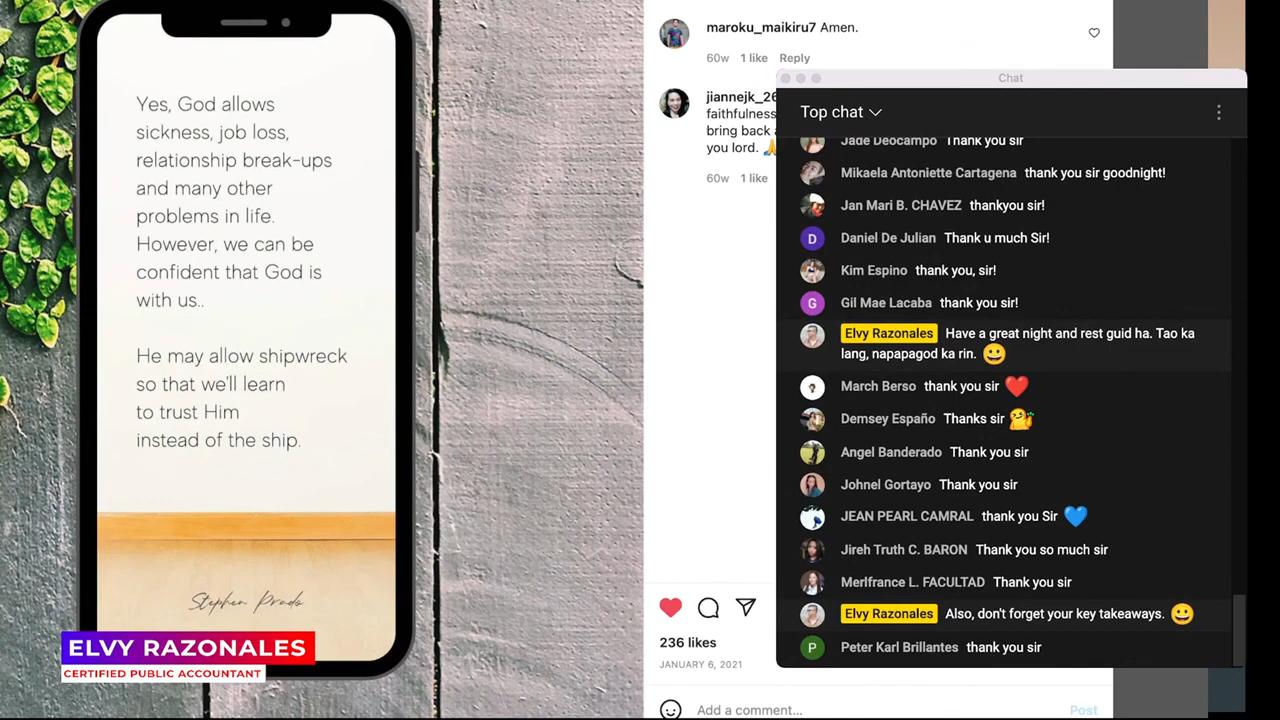 Yes, God allows
sickness, job loss,
relationship break-ups
and many other
problems in life.
However, we can be
confident that God is
with us..
He may allow shipwreck
so that we'll learn
to trust Him
instead of the ship.
Stephen Prado
ELVY RAZONALES
CERTIFIED PUBLIC ACCOUNTANT
maroku_maikiru7 Amen.
60w 1 like Reply
jiannejk_26
faithfulness
bring back
you lord. 🙏
60w 1 like
236 likes
JANUARY 6, 2021
Add a comment...
Post
Chat
Top chat
Jade Deocampo Thank you sir
Mikaela Antoniette Cartagena thank you sir goodnight!
Jan Mari B. CHAVEZ thankyou sir!
D Daniel De Julian Thank u much Sir!
Kim Espino thank you, sir!
G Gil Mae Lacaba thank you sir!
Elvy Razonales Have a great night and rest guid ha. Tao ka
lang, napapagod ka rin. 😀
March Berso thank you sir ❤️
Demsey Españo Thanks sir 🫡
Angel Banderado Thank you sir
Johnel Gortayo Thank you sir
JEAN PEARL CAMRAL thank you Sir 💙
Jireh Truth C. BARON Thank you so much sir
Merlfrance L. FACULTAD Thank you sir
Elvy Razonales Also, don't forget your key takeaways. 😀
P Peter Karl Brillantes thank you sir